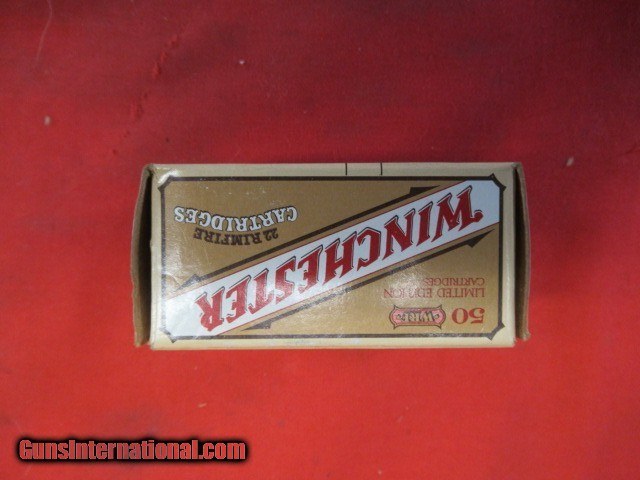 50
W.R.F.
LIMITED EDITION
CARTRIDGES
WINCHESTER
22 RIMFIRE
CARTRIDGES
GunsInternational.com